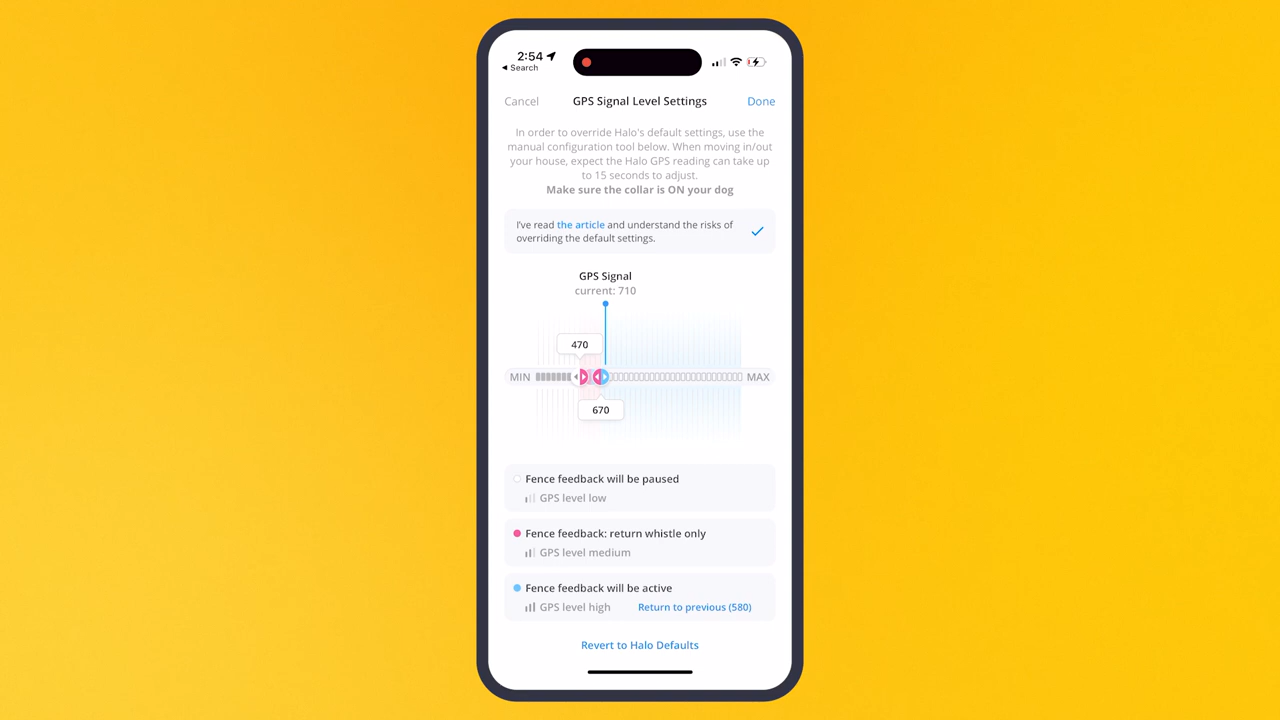 2:54
◄ Search
Cancel
GPS Signal Level Settings
Done
In order to override Halo's default settings, use the
manual configuration tool below. When moving in/out
your house, expect the Halo GPS reading can take up
to 15 seconds to adjust.
Make sure the collar is ON your dog
I've read the article and understand the risks of
overriding the default settings.
GPS Signal
current: 710
470
MIN
MAX
670
Fence feedback will be paused
GPS level low
Fence feedback: return whistle only
GPS level medium
Fence feedback will be active
GPS level high
Return to previous (580)
Revert to Halo Defaults